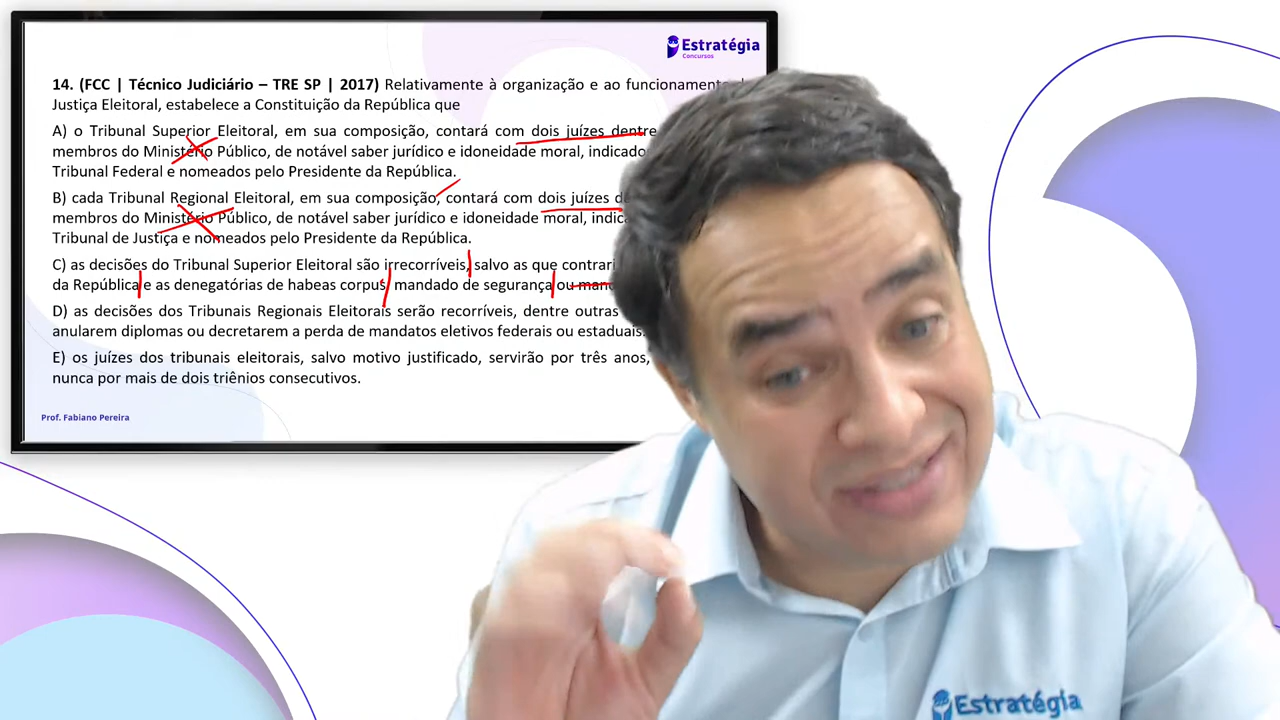 Estratégia
Concursos
14. (FCC | Técnico Judiciário – TRE SP | 2017) Relativamente à organização e ao funcionamento
Justiça Eleitoral, estabelece a Constituição da República que
A) o Tribunal Superior Eleitoral, em sua composição, contará com dois juízes dentre
membros do Ministério Público, de notável saber jurídico e idoneidade moral,
Tribunal Federal e nomeados pelo Presidente da República.
B) cada Tribunal Regional Eleitoral, em sua composição, contará com dois juízes
membros do Ministério Público, de notável saber jurídico e idoneidade moral,
Tribunal de Justiça e nomeados pelo Presidente da República.
C) as decisões do Tribunal Superior Eleitoral são irrecorríveis, salvo as que
da República e as denegatórias de habeas corpus, mandado de segurança ou
D) as decisões dos Tribunais Regionais Eleitorais serão recorríveis, dentre outras
anularem diplomas ou decretarem a perda de mandatos eletivos federais ou estaduais.
E) os juízes dos tribunais eleitorais, salvo motivo justificado, servirão por três anos,
nunca por mais de dois triênios consecutivos.
Prof. Fabiano Pereira
Estratégia